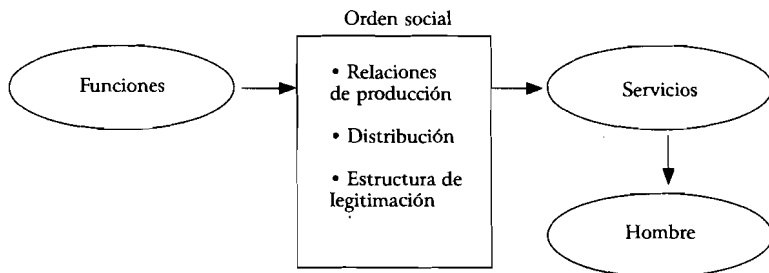 Orden social
Funciones
• Relaciones
de producción
• Distribución
• Estructura de
legitimación
Servicios
Hombre